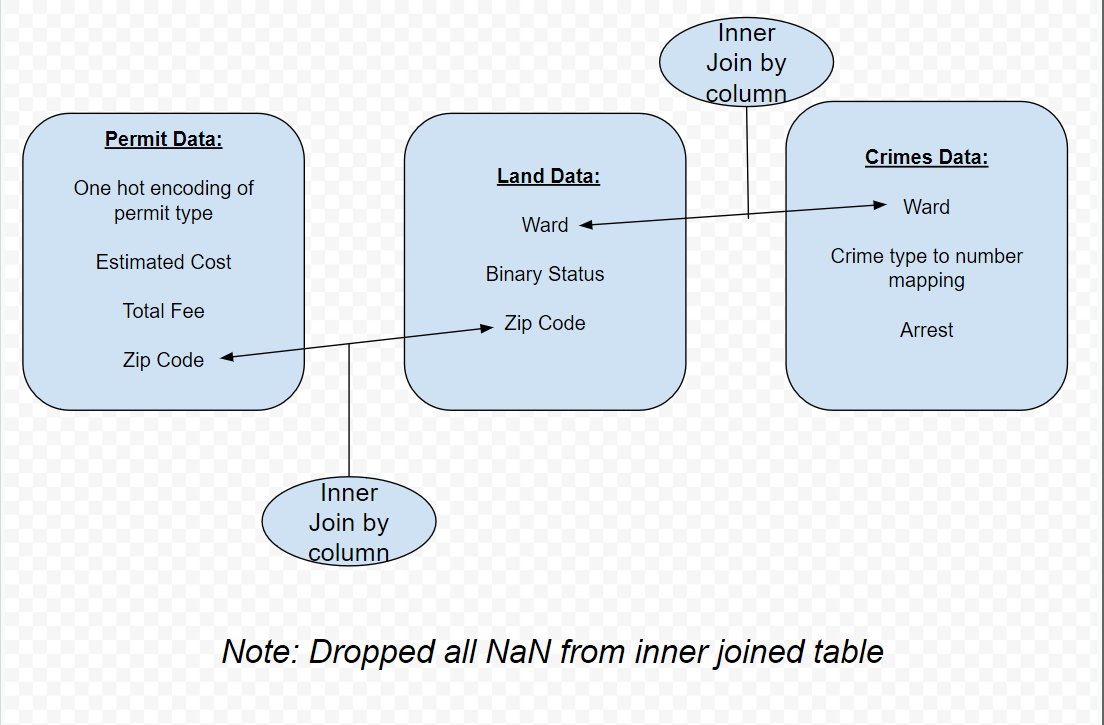 Inner
Join by
column
Permit Data:
One hot encoding of
permit type
Estimated Cost
Total Fee
Zip Code
Land Data:
Ward
Binary Status
Zip Code
Crimes Data:
Ward
Crime type to number
mapping
Arrest
Inner
Join by
column
Note: Dropped all NaN from inner joined table